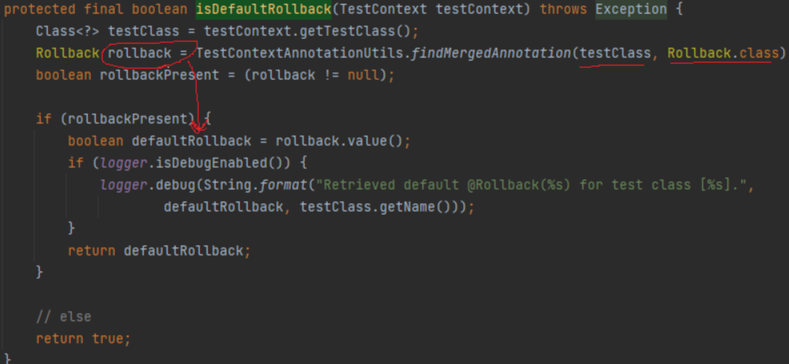 protected final boolean isDefaultRollback(TestContext testContext) throws Exception {
Class<?> testClass = testContext.getTestClass();
Rollback rollback = TestContextAnnotationUtils.findMergedAnnotation(testClass, Rollback.class)
boolean rollbackPresent = (rollback != null);
if (rollbackPresent) {
boolean defaultRollback = rollback.value();
if (logger.isDebugEnabled()) {
logger.debug(String.format("Retrieved default @Rollback(%s) for test class [%s].",
defaultRollback, testClass.getName()));
}
return defaultRollback;
}
// else
return true;
}